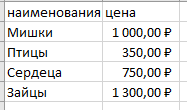 наименования цена
Мишки 1 000,00 ₽
Птицы 350,00 ₽
Сердеца 750,00 ₽
Зайцы 1 300,00 ₽